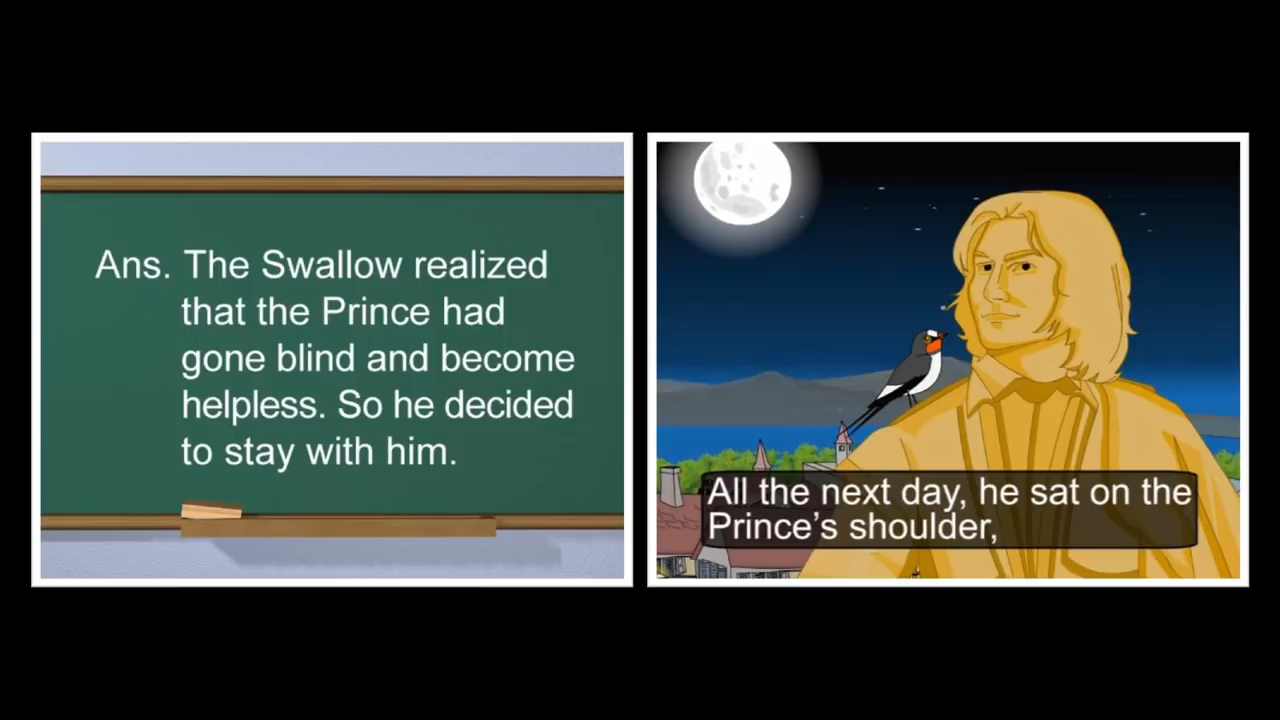 Ans. The Swallow realized
that the Prince had
gone blind and become
helpless. So he decided
to stay with him.
All the next day, he sat on the
Prince's shoulder,